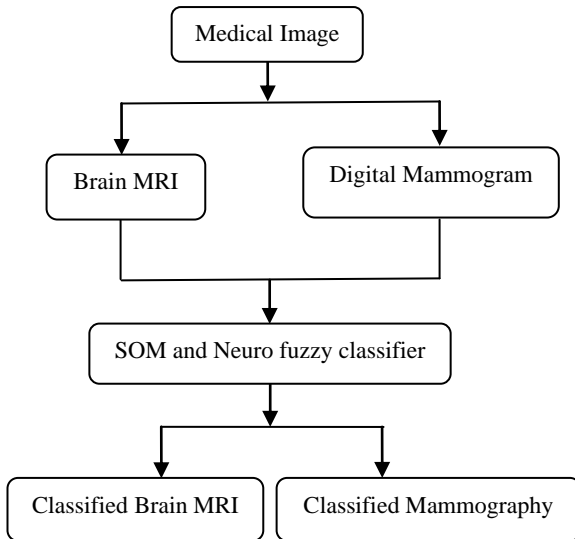 Medical Image
Brain MRI
Digital Mammogram
SOM and Neuro fuzzy classifier
Classified Brain MRI
Classified Mammography